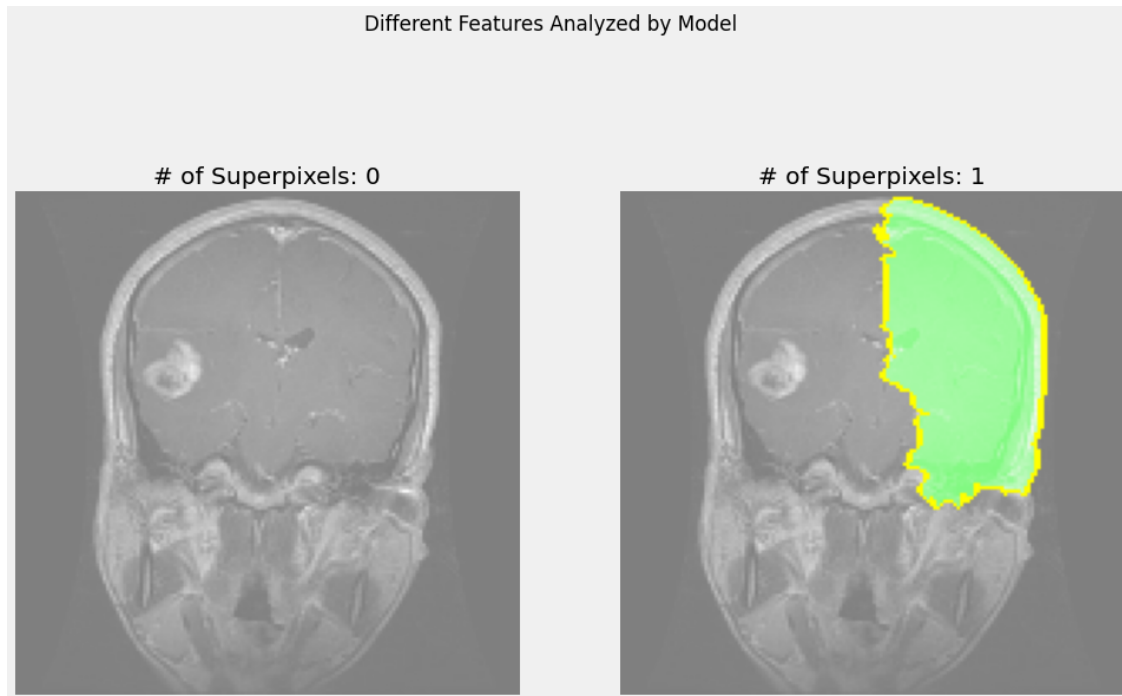 Different Features Analyzed by Model
# of Superpixels: 0
# of Superpixels: 1